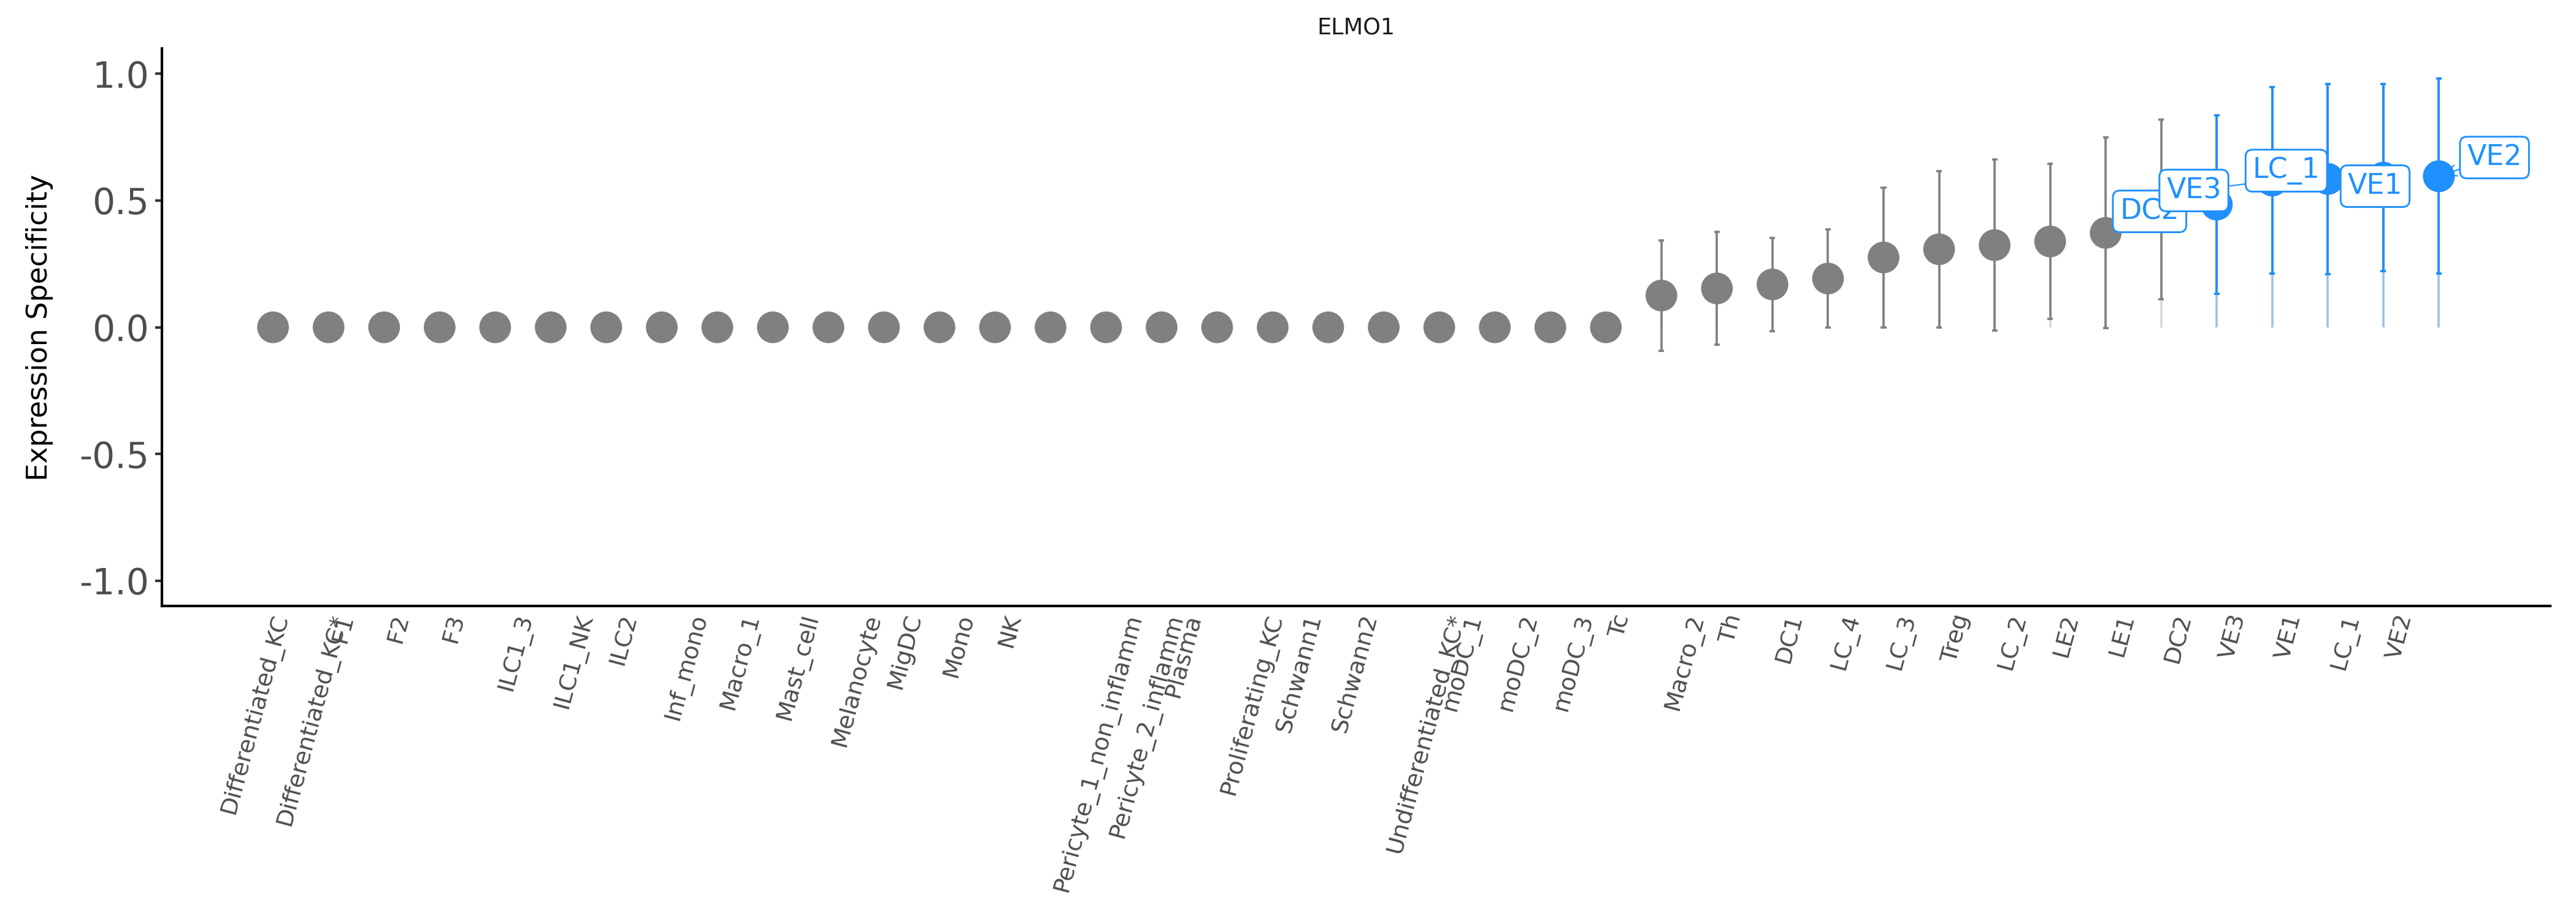 ELMO1
Expression Specificity
1.0
0.5
0.0
-0.5
-1.0
DC2
VE3
LC_1
VE1
VE2
Differentiated_KC
Differentiated_KC*
F1
F2
F3
ILC1_3
ILC1_NK
ILC2
Inf_mono
Macro_1
Mast_cell
Melanocyte
MigDC
Mono
NK
Pericyte_1_non_inflamm
Pericyte_2_inflamm
Plasma
Proliferating_KC
Schwann1
Schwann2
Undifferentiated_KC*
moDC_1
moDC_2
moDC_3
Tc
Macro_2
Th
DC1
LC_4
LC_3
Treg
LC_2
LE2
LE1
DC2
VE3
VE1
LC_1
VE2